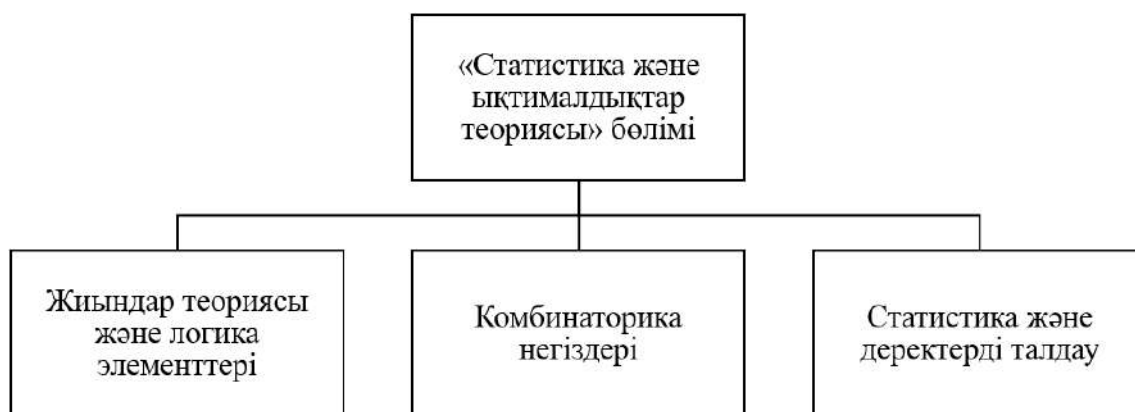 «Статистика және
ықтималдықтар
теориясы» бөлімі
Жиындар теориясы
және логика
элементтері
Комбинаторика
негіздері
Статистика және
деректерді талдау